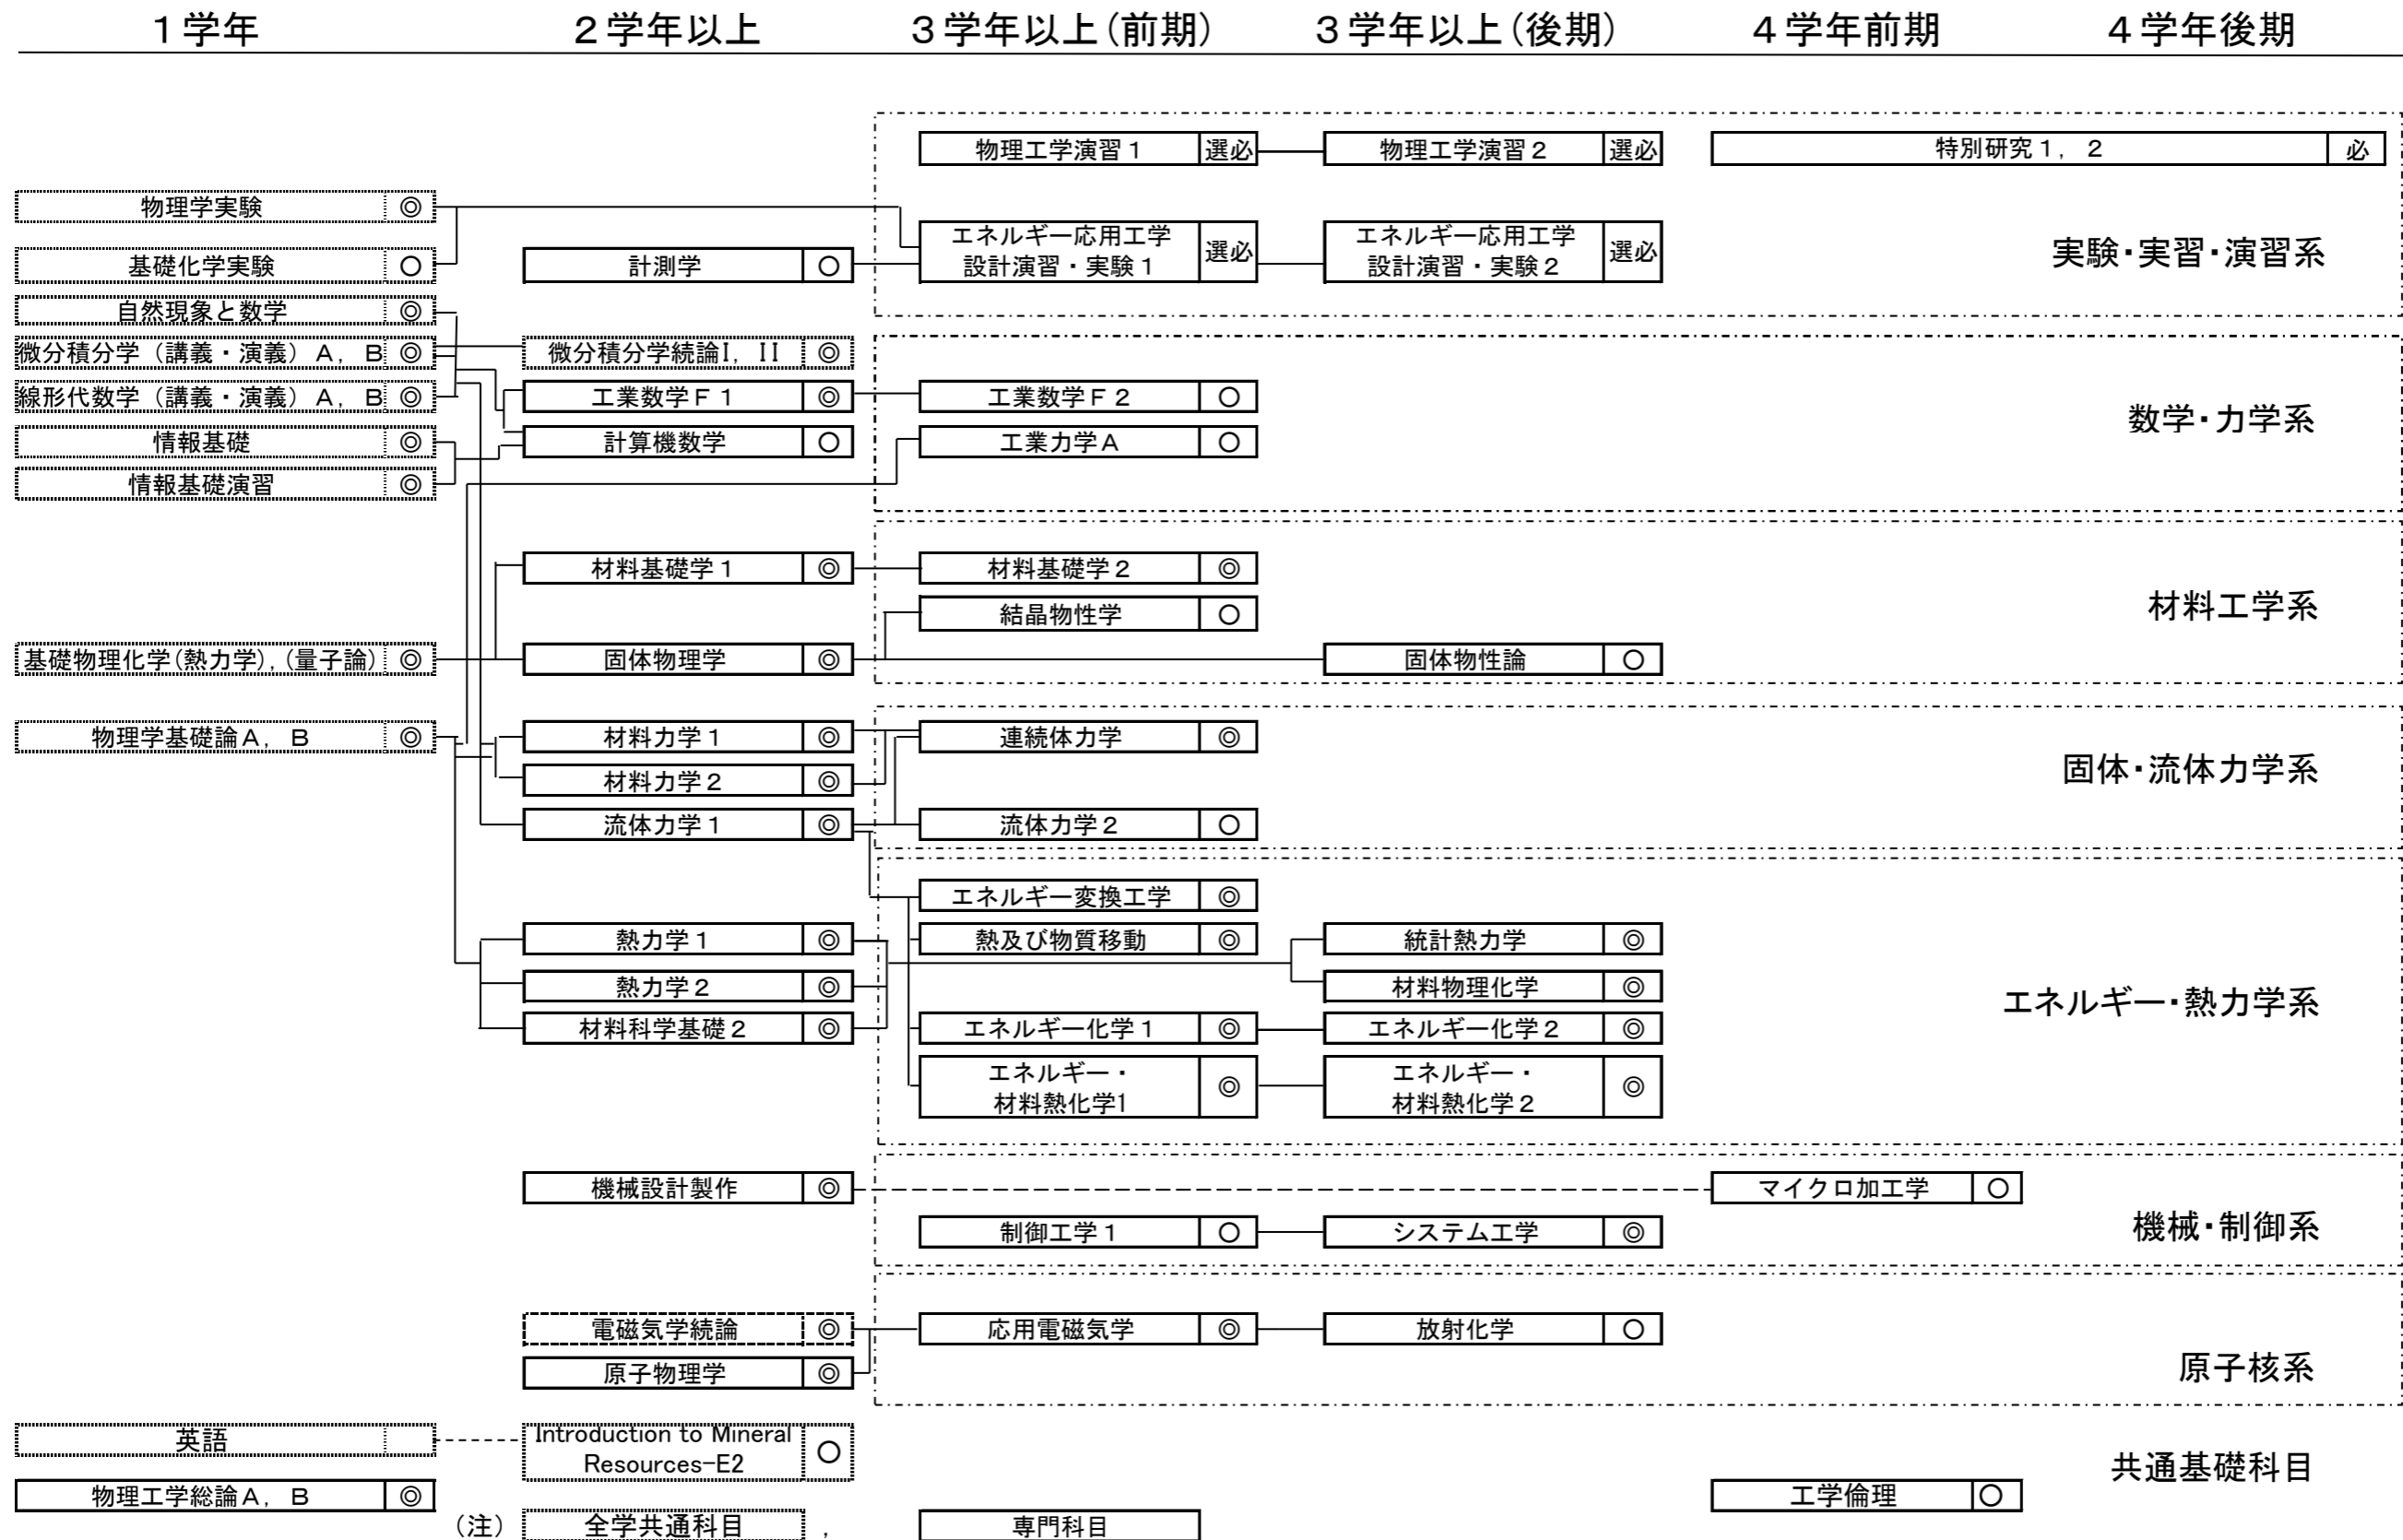 1学年 2学年以上 3学年以上(前期) 3学年以上(後期) 4学年前期 4学年後期
物理工学演習1 選必 物理工学演習2 選必 特別研究1, 2 必
物理学実験 ◎
エネルギー応用工学 設計演習・実験1 選必
エネルギー応用工学 設計演習・実験2 選必
実験・実習・演習系
基礎化学実験 ○ 計測学 ○
自然現象と数学 ◎
微分積分学(講義・演義)A, B ◎ 微分積分学続論I, II ◎
線形代数学(講義・演義)A, B ◎ 工業数学F1 ◎ 工業数学F2 ○
数学・力学系
情報基礎 ◎ 計算機数学 ○ 工業力学A ○
情報基礎演習 ◎
材料基礎学1 ◎ 材料基礎学2 ◎
結晶物性学 ○ 材料工学系
基礎物理化学(熱力学),(量子論) ◎ 固体物理学 ◎ 固体物性論 ○
物理学基礎論A, B ◎ 材料力学1 ◎ 連続体力学 ◎
固体・流体力学系
材料力学2 ◎
流体力学1 ◎ 流体力学2 ○
エネルギー変換工学 ◎
熱力学1 ◎ 熱及び物質移動 ◎ 統計熱力学 ◎
熱力学2 ◎ 材料物理化学 ◎
エネルギー・熱力学系
材料科学基礎2 ◎ エネルギー化学1 ◎ エネルギー化学2 ◎
エネルギー・ 材料熱化学1 ◎
エネルギー・ 材料熱化学2 ◎
機械設計製作 ◎ マイクロ加工学 ○
制御工学1 ○ システム工学 ◎ 機械・制御系
電磁気学続論 ◎ 応用電磁気学 ◎ 放射化学 ○
原子物理学 ◎ 原子核系
英語
Introduction to Mineral
Resources-E2 ○
共通基礎科目
物理工学総論A, B ◎ 工学倫理 ○
(注) 全学共通科目 , 専門科目